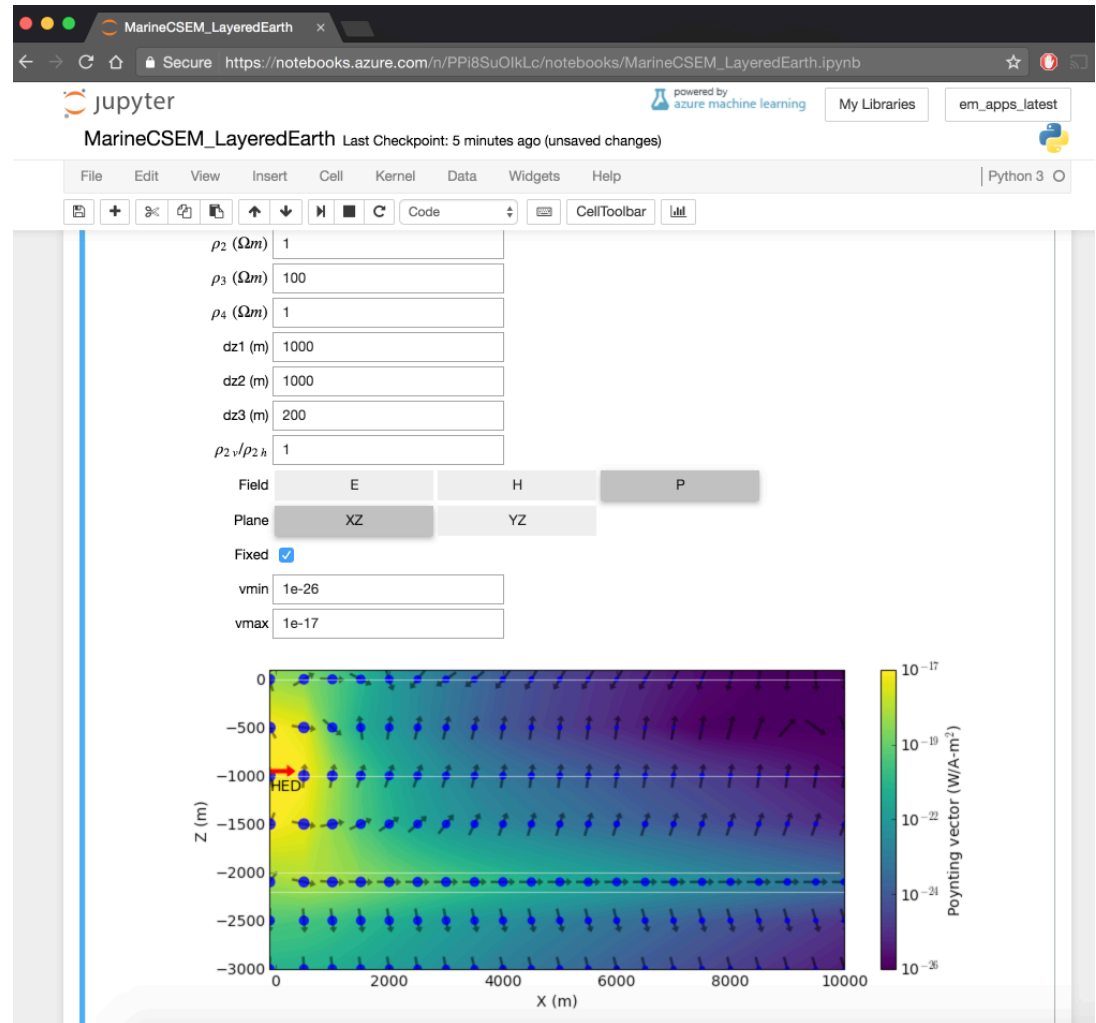 MarineCSEM_LayeredEarth ×
Secure https://notebooks.azure.com/n/PPi8SuOIkLc/notebooks/MarineCSEM_LayeredEarth.ipynb
jupyter
powered by
azure machine learning
My Libraries
em_apps_latest
MarineCSEM_LayeredEarth Last Checkpoint: 5 minutes ago (unsaved changes)
File Edit View Insert Cell Kernel Data Widgets Help Python 3 O
Code CellToolbar
ρ₂ (Ωm) 1
ρ₃ (Ωm) 100
ρ₄ (Ωm) 1
dz1 (m) 1000
dz2 (m) 1000
dz3 (m) 200
ρ₂ᵥ/ρ₂ₕ 1
Field E H P
Plane XZ YZ
Fixed
vmin 1e-26
vmax 1e-17
0
−500
−1000
−1500
−2000
−2500
−3000
Z (m)
HED
0 2000 4000 6000 8000 10000
X (m)
10⁻¹⁷
10⁻¹⁹
10⁻²²
10⁻²⁴
10⁻²⁶
Poynting vector (W/A-m²)